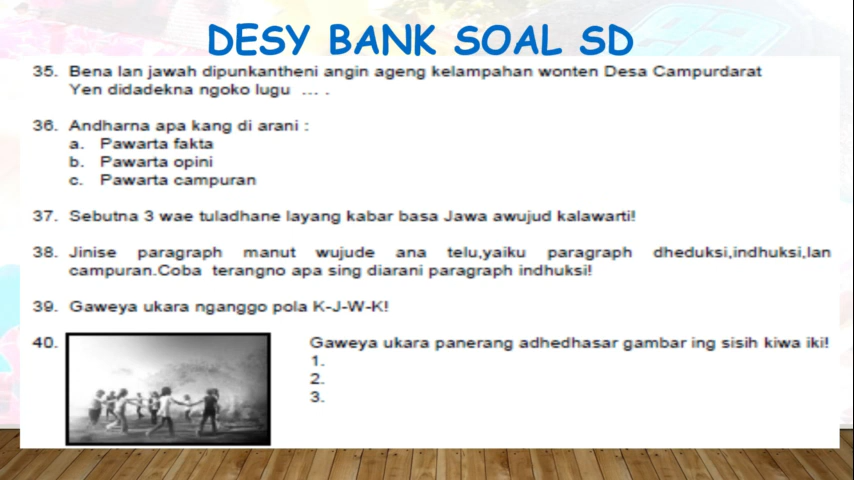 DESY BANK SOAL SD
35. Bena lan jawah dipunkantheni angin ageng kelampahan wonten Desa Campurdarat
Yen didadekna ngoko lugu ... .
36. Andharna apa kang di arani :
a. Pawarta fakta
b. Pawarta opini
c. Pawarta campuran
37. Sebutna 3 wae tuladhane layang kabar basa Jawa awujud kalawarti!
38. Jinise paragraph manut wujude ana telu,yaiku paragraph dheduksi,indhuksi,lan
campuran.Coba terangno apa sing diarani paragraph indhuksi!
39. Gaweya ukara nganggo pola K-J-W-K!
40. Gaweya ukara panerang adhedhasar gambar ing sisih kiwa iki!
1.
2.
3.